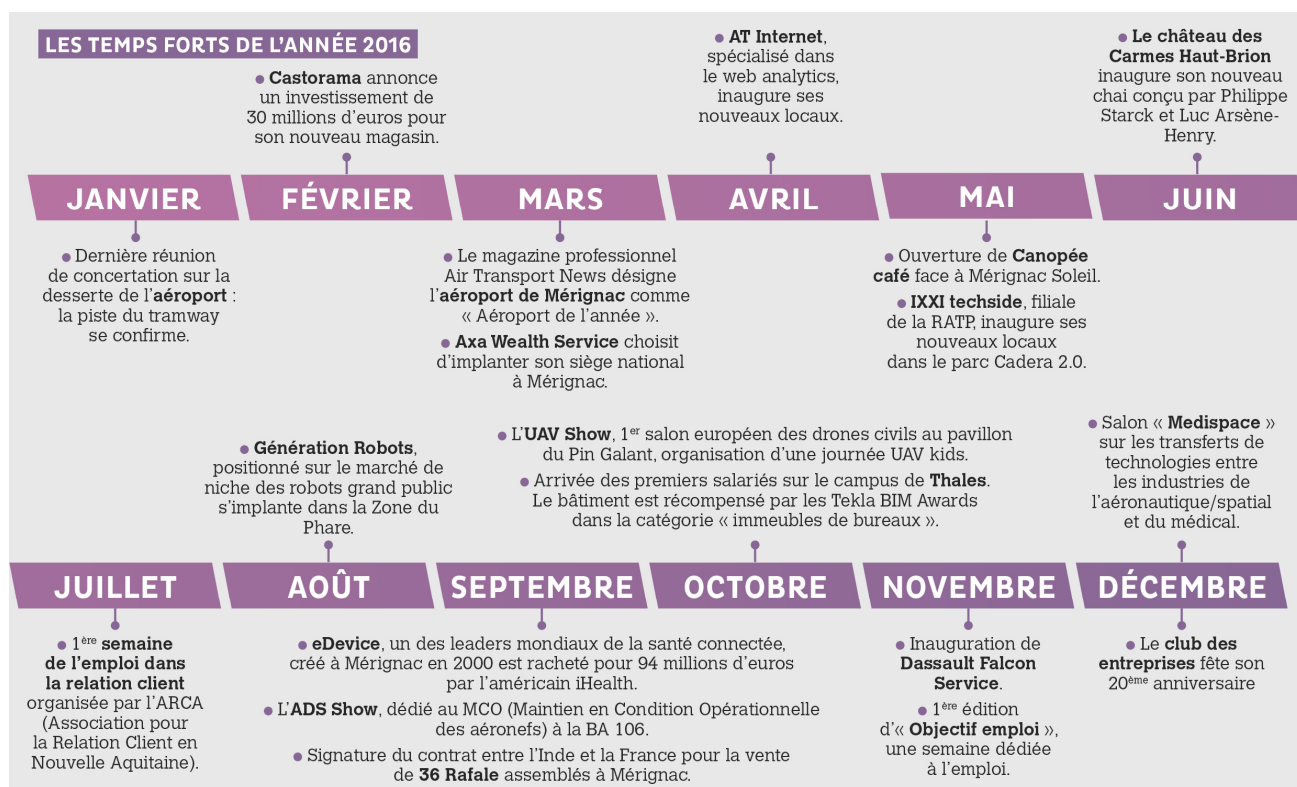 LES TEMPS FORTS DE L'ANNÉE 2016
• Castorama annonce
un investissement de
30 millions d'euros pour
son nouveau magasin.
• AT Internet,
spécialisé dans
le web analytics,
inaugure ses
nouveaux locaux.
• Le château des
Carmes Haut-Brion
inaugure son nouveau
chai conçu par Philippe
Starck et Luc Arsène-
Henry.
JANVIER
FÉVRIER
MARS
AVRIL
MAI
JUIN
• Dernière réunion
de concertation sur la
desserte de l'aéroport :
la piste du tramway
se confirme.
• Le magazine professionnel
Air Transport News désigne
l'aéroport de Mérignac comme
« Aéroport de l'année ».
• Axa Wealth Service choisit
d'implanter son siège national
à Mérignac.
• Ouverture de Canopée
café face à Mérignac Soleil.
• IXXI techside, filiale
de la RATP, inaugure ses
nouveaux locaux
dans le parc Cadera 2.0.
• Génération Robots,
positionné sur le marché de
niche des robots grand public
s'implante dans la Zone du
Phare.
• L'UAV Show, 1er salon européen des drones civils au pavillon
du Pin Galant, organisation d'une journée UAV kids.
• Arrivée des premiers salariés sur le campus de Thales.
Le bâtiment est récompensé par les Tekla BIM Awards
dans la catégorie « immeubles de bureaux ».
• Salon « Medispace »
sur les transferts de
technologies entre
les industries de
l'aéronautique/spatial
et du médical.
JUILLET
AOÛT
SEPTEMBRE
OCTOBRE
NOVEMBRE
DÉCEMBRE
• 1ère semaine
de l'emploi dans
la relation client
organisée par l'ARCA
(Association pour
la Relation Client en
Nouvelle Aquitaine).
• eDevice, un des leaders mondiaux de la santé connectée,
créé à Mérignac en 2000 est racheté pour 94 millions d'euros
par l'américain iHealth.
• L'ADS Show, dédié au MCO (Maintien en Condition Opérationnelle
des aéronefs) à la BA 106.
• Signature du contrat entre l'Inde et la France pour la vente
de 36 Rafale assemblés à Mérignac.
• Inauguration de
Dassault Falcon
Service.
• 1ère édition
d'« Objectif emploi »,
une semaine dédiée
à l'emploi.
• Le club des
entreprises fête son
20ème anniversaire